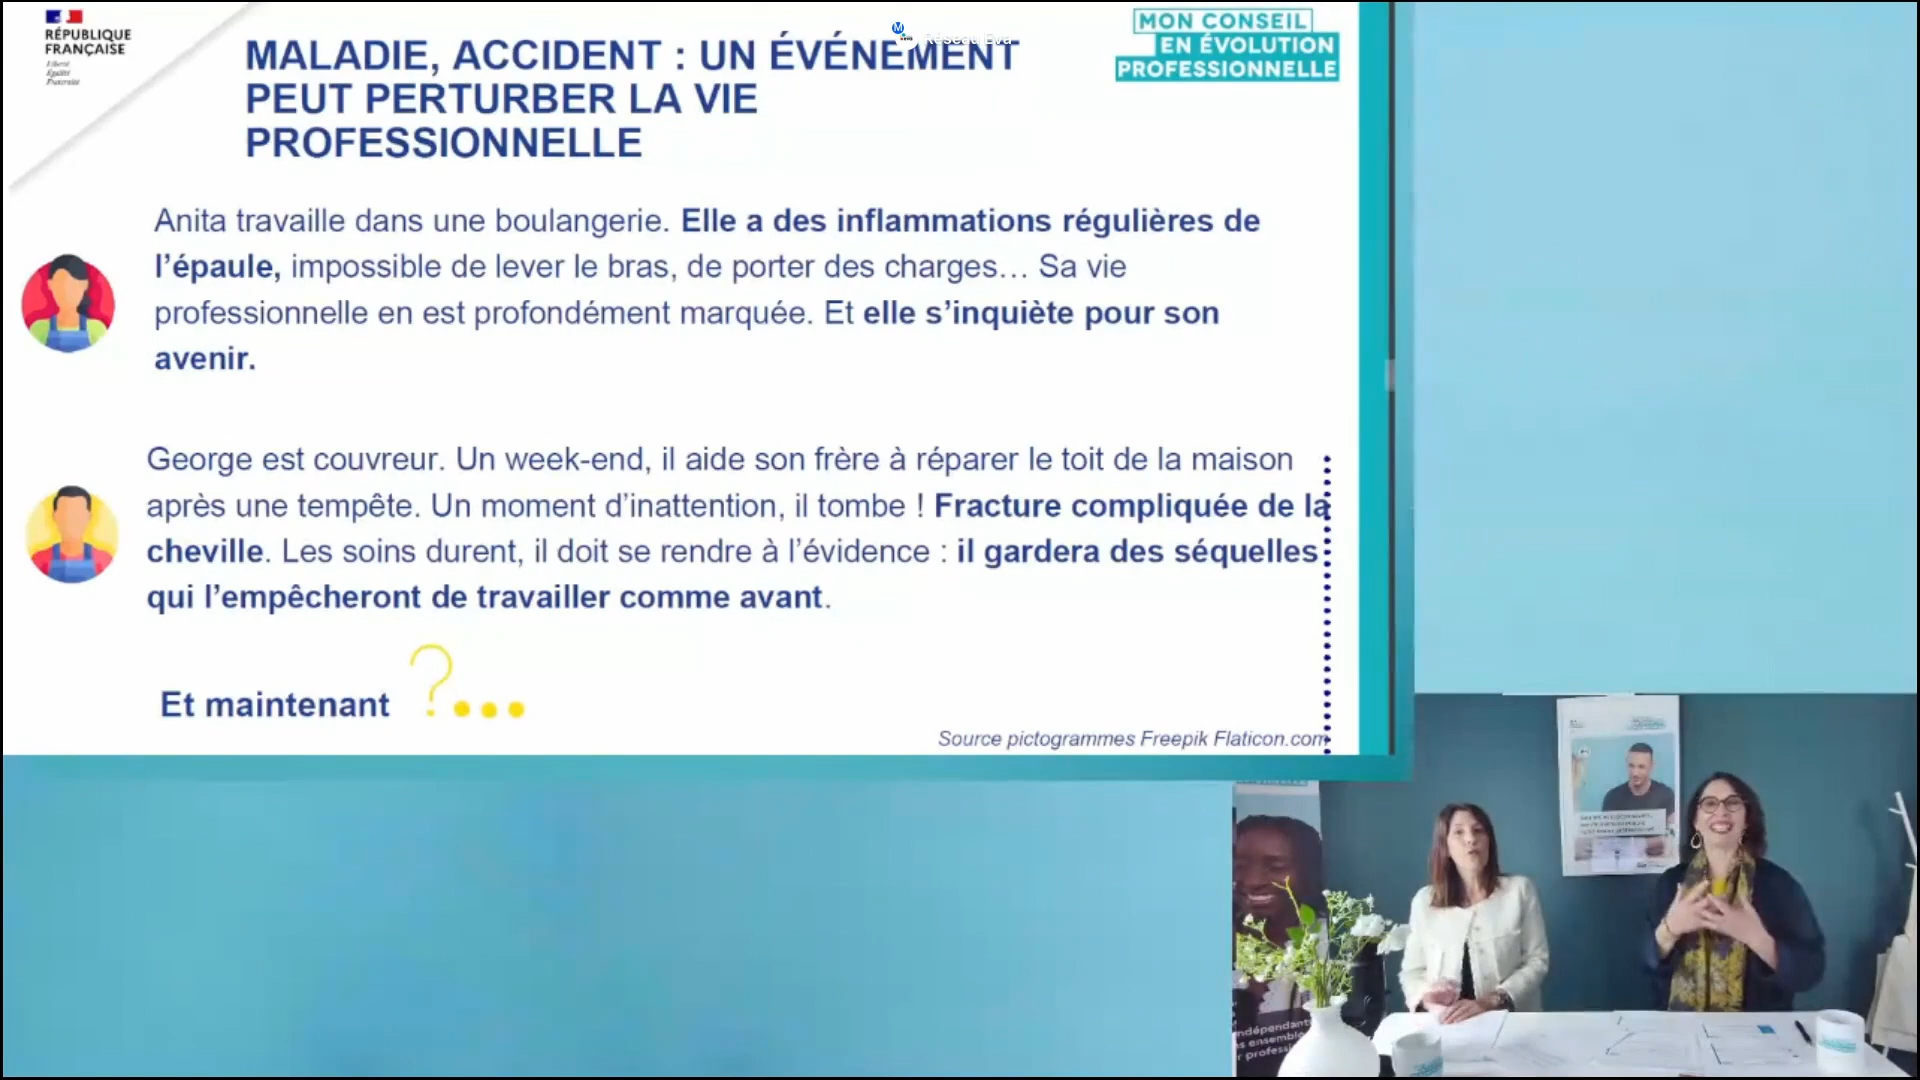 RÉPUBLIQUE
FRANÇAISE
Liberté
Égalité
Fraternité
Réseau Eva
MON CONSEIL
EN ÉVOLUTION
PROFESSIONNELLE
MALADIE, ACCIDENT : UN ÉVÉNEMENT
PEUT PERTURBER LA VIE
PROFESSIONNELLE
Anita travaille dans une boulangerie. Elle a des inflammations régulières de
l’épaule, impossible de lever le bras, de porter des charges… Sa vie
professionnelle en est profondément marquée. Et elle s’inquiète pour son
avenir.
George est couvreur. Un week-end, il aide son frère à réparer le toit de la maison
après une tempête. Un moment d’inattention, il tombe ! Fracture compliquée de la
cheville. Les soins durent, il doit se rendre à l’évidence : il gardera des séquelles
qui l’empêcheront de travailler comme avant.
Et maintenant ?...
Source pictogrammes Freepik Flaticon.com